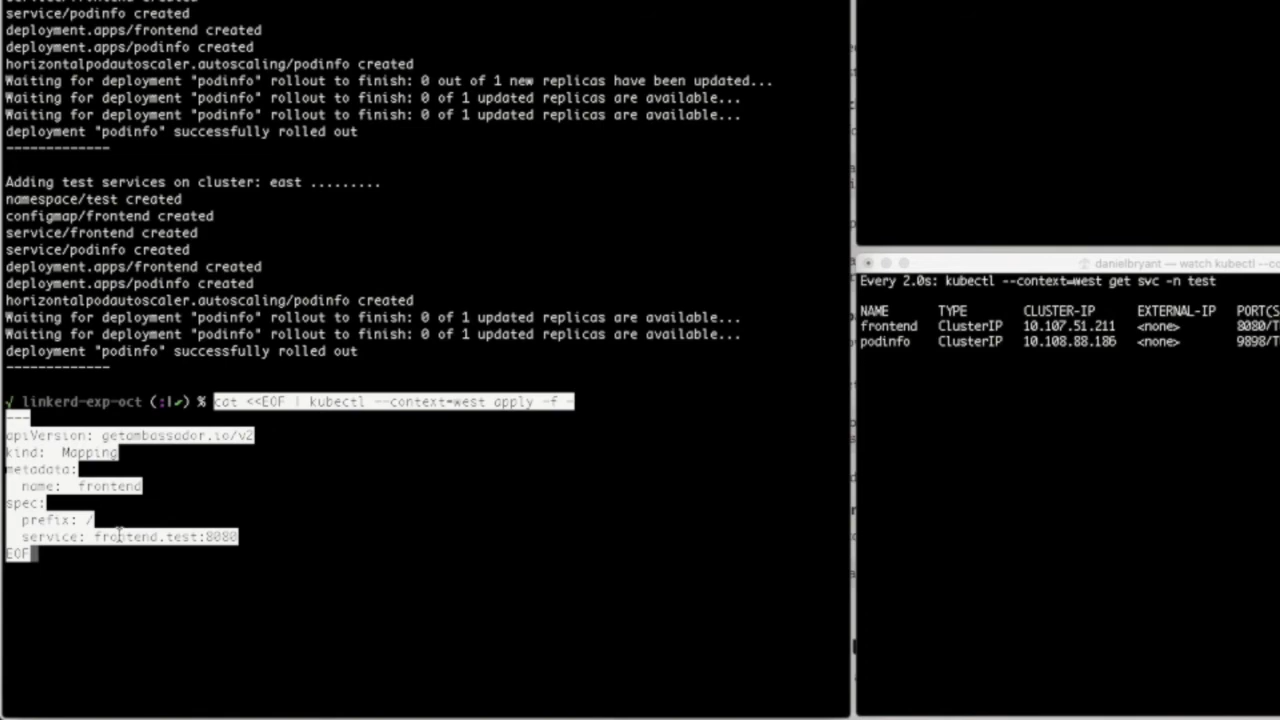 service/podinfo created
deployment.apps/frontend created
deployment.apps/podinfo created
horizontalpodautoscaler.autoscaling/podinfo created
Waiting for deployment "podinfo" rollout to finish: 0 out of 1 new replicas have been updated...
Waiting for deployment "podinfo" rollout to finish: 0 of 1 updated replicas are available...
Waiting for deployment "podinfo" rollout to finish: 0 of 1 updated replicas are available...
deployment "podinfo" successfully rolled out
-------------
Adding test services on cluster: east .........
namespace/test created
configmap/frontend created
service/frontend created
service/podinfo created
deployment.apps/frontend created
deployment.apps/podinfo created
horizontalpodautoscaler.autoscaling/podinfo created
Waiting for deployment "podinfo" rollout to finish: 0 of 1 updated replicas are available...
Waiting for deployment "podinfo" rollout to finish: 0 of 1 updated replicas are available...
deployment "podinfo" successfully rolled out
-------------
√ linkerd-exp-oct (:|✔) % cat <<EOF | kubectl --context=west apply -f -
---
apiVersion: getambassador.io/v2
kind:  Mapping
metadata:
  name:  frontend
spec:
  prefix: /
  service: frontend.test:8080
EOF
danielbryant — watch kubectl --co
Every 2.0s: kubectl --context=west get svc -n test
NAME TYPE CLUSTER-IP EXTERNAL-IP PORT(S
frontend ClusterIP 10.107.51.211 <none> 8080/T
podinfo ClusterIP 10.108.88.186 <none> 9898/T